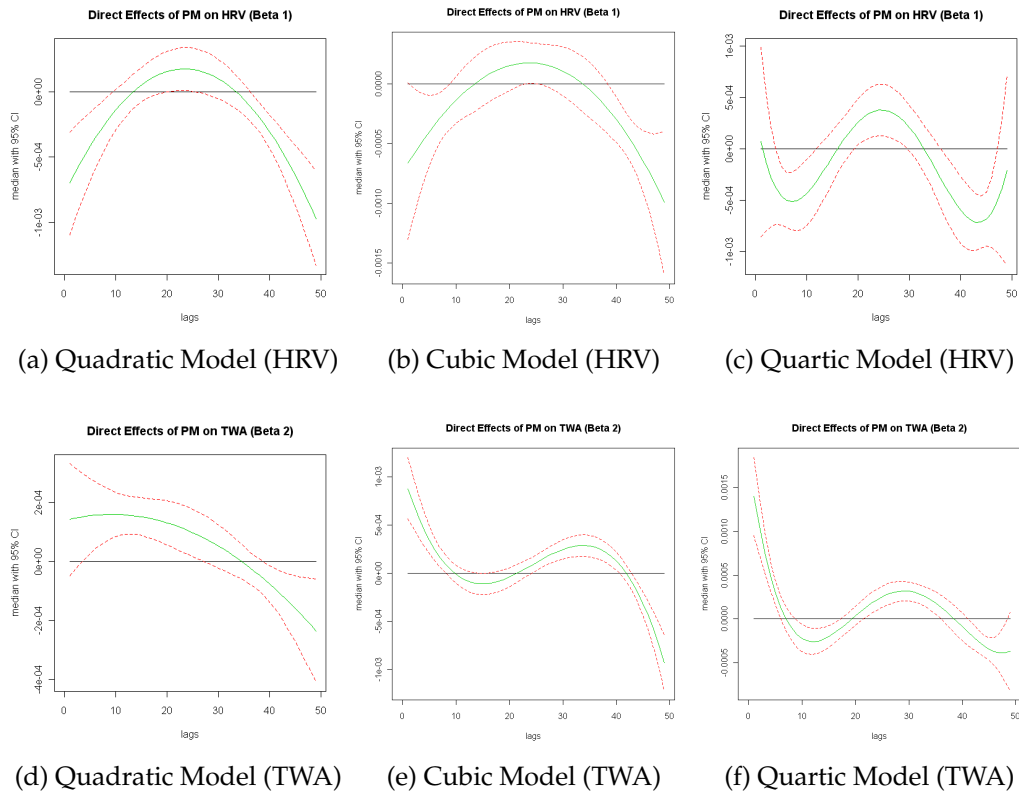 Direct Effects of PM on HRV (Beta 1)
median with 95% CI
0e+00
-5e-04
-1e-03
0 10 20 30 40 50
lags
(a) Quadratic Model (HRV)
Direct Effects of PM on HRV (Beta 1)
median with 95% CI
0.0000
-0.0005
-0.0010
-0.0015
0 10 20 30 40 50
lags
(b) Cubic Model (HRV)
Direct Effects of PM on HRV (Beta 1)
median with 95% CI
1e-03
5e-04
0e+00
-5e-04
-1e-03
0 10 20 30 40 50
lags
(c) Quartic Model (HRV)
Direct Effects of PM on TWA (Beta 2)
median with 95% CI
2e-04
0e+00
-2e-04
-4e-04
0 10 20 30 40 50
lags
(d) Quadratic Model (TWA)
Direct Effects of PM on TWA (Beta 2)
median with 95% CI
1e-03
5e-04
0e+00
-5e-04
-1e-03
0 10 20 30 40 50
lags
(e) Cubic Model (TWA)
Direct Effects of PM on TWA (Beta 2)
median with 95% CI
0.0015
0.0010
0.0005
0.0000
-0.0005
0 10 20 30 40 50
lags
(f) Quartic Model (TWA)